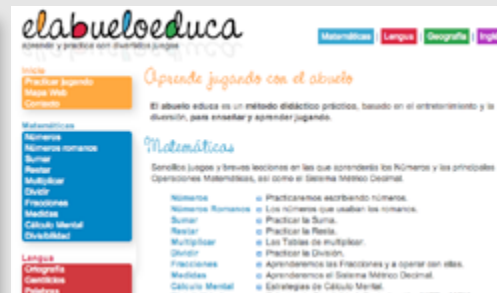 elabueloeduca
aprende y practica con divertidos juegos
Matemáticas | Lengua | Geografía | Inglé
Inicio
Practicar jugando
Mapa Web
Contacto
Matemáticas
Números
Números romanos
Sumar
Restar
Multiplicar
Dividir
Fracciones
Medidas
Cálculo Mental
Divisibilidad
Lengua
Ortografía
Gentilicios
Palabras
Aprende jugando con el abuelo
El abuelo educa es un método didáctico práctico, basado en el entretenimiento y la
diversión, para enseñar y aprender jugando.
Matemáticas
Sencillos juegos y breves lecciones en las que aprenderás los Números y las principales
Operaciones Matemáticas, así como el Sistema Métrico Decimal.
Números Practicaremos escribiendo números.
Números Romanos Los números que usaban los romanos.
Sumar Practicar la Suma.
Restar Practicar la Resta.
Multiplicar Las Tablas de multiplicar.
Dividir Practicar la División.
Fracciones Aprenderemos las Fracciones y a operar con ellas.
Medidas Aprenderemos el Sistema Métrico Decimal.
Cálculo Mental Estrategias de Cálculo Mental.